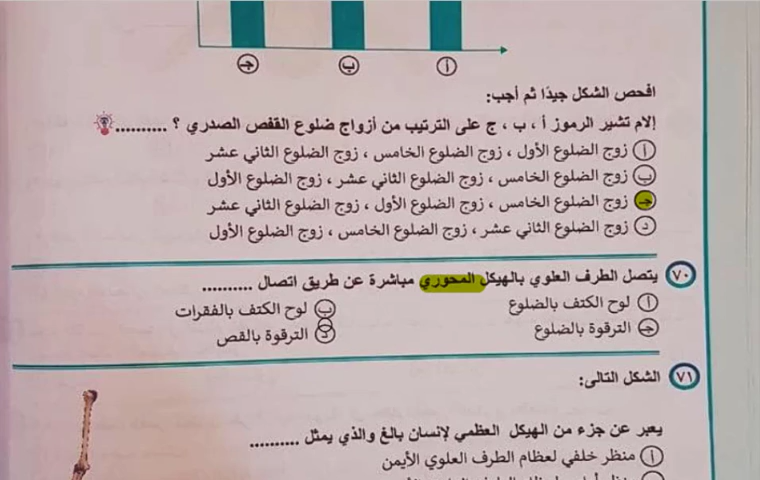 أ ب جـ
افحص الشكل جيدًا ثم أجب:
إلام تشير الرموز أ ، ب ، ج على الترتيب من أزواج ضلوع القفص الصدري ؟ ..........
أ زوج الضلوع الأول ، زوج الضلوع الخامس ، زوج الضلوع الثاني عشر
ب زوج الضلوع الخامس ، زوج الضلوع الثاني عشر ، زوج الضلوع الأول
جـ زوج الضلوع الخامس ، زوج الضلوع الأول ، زوج الضلوع الثاني عشر
د زوج الضلوع الثاني عشر ، زوج الضلوع الخامس ، زوج الضلوع الأول
٧٠ يتصل الطرف العلوي بالهيكل المحوري مباشرة عن طريق اتصال ..........
أ لوح الكتف بالضلوع ب لوح الكتف بالفقرات
جـ الترقوة بالضلوع د الترقوة بالقص
٧١ الشكل التالى:
يعبر عن جزء من الهيكل العظمي لإنسان بالغ والذي يمثل ..........
أ منظر خلفي لعظام الطرف العلوي الأيمن